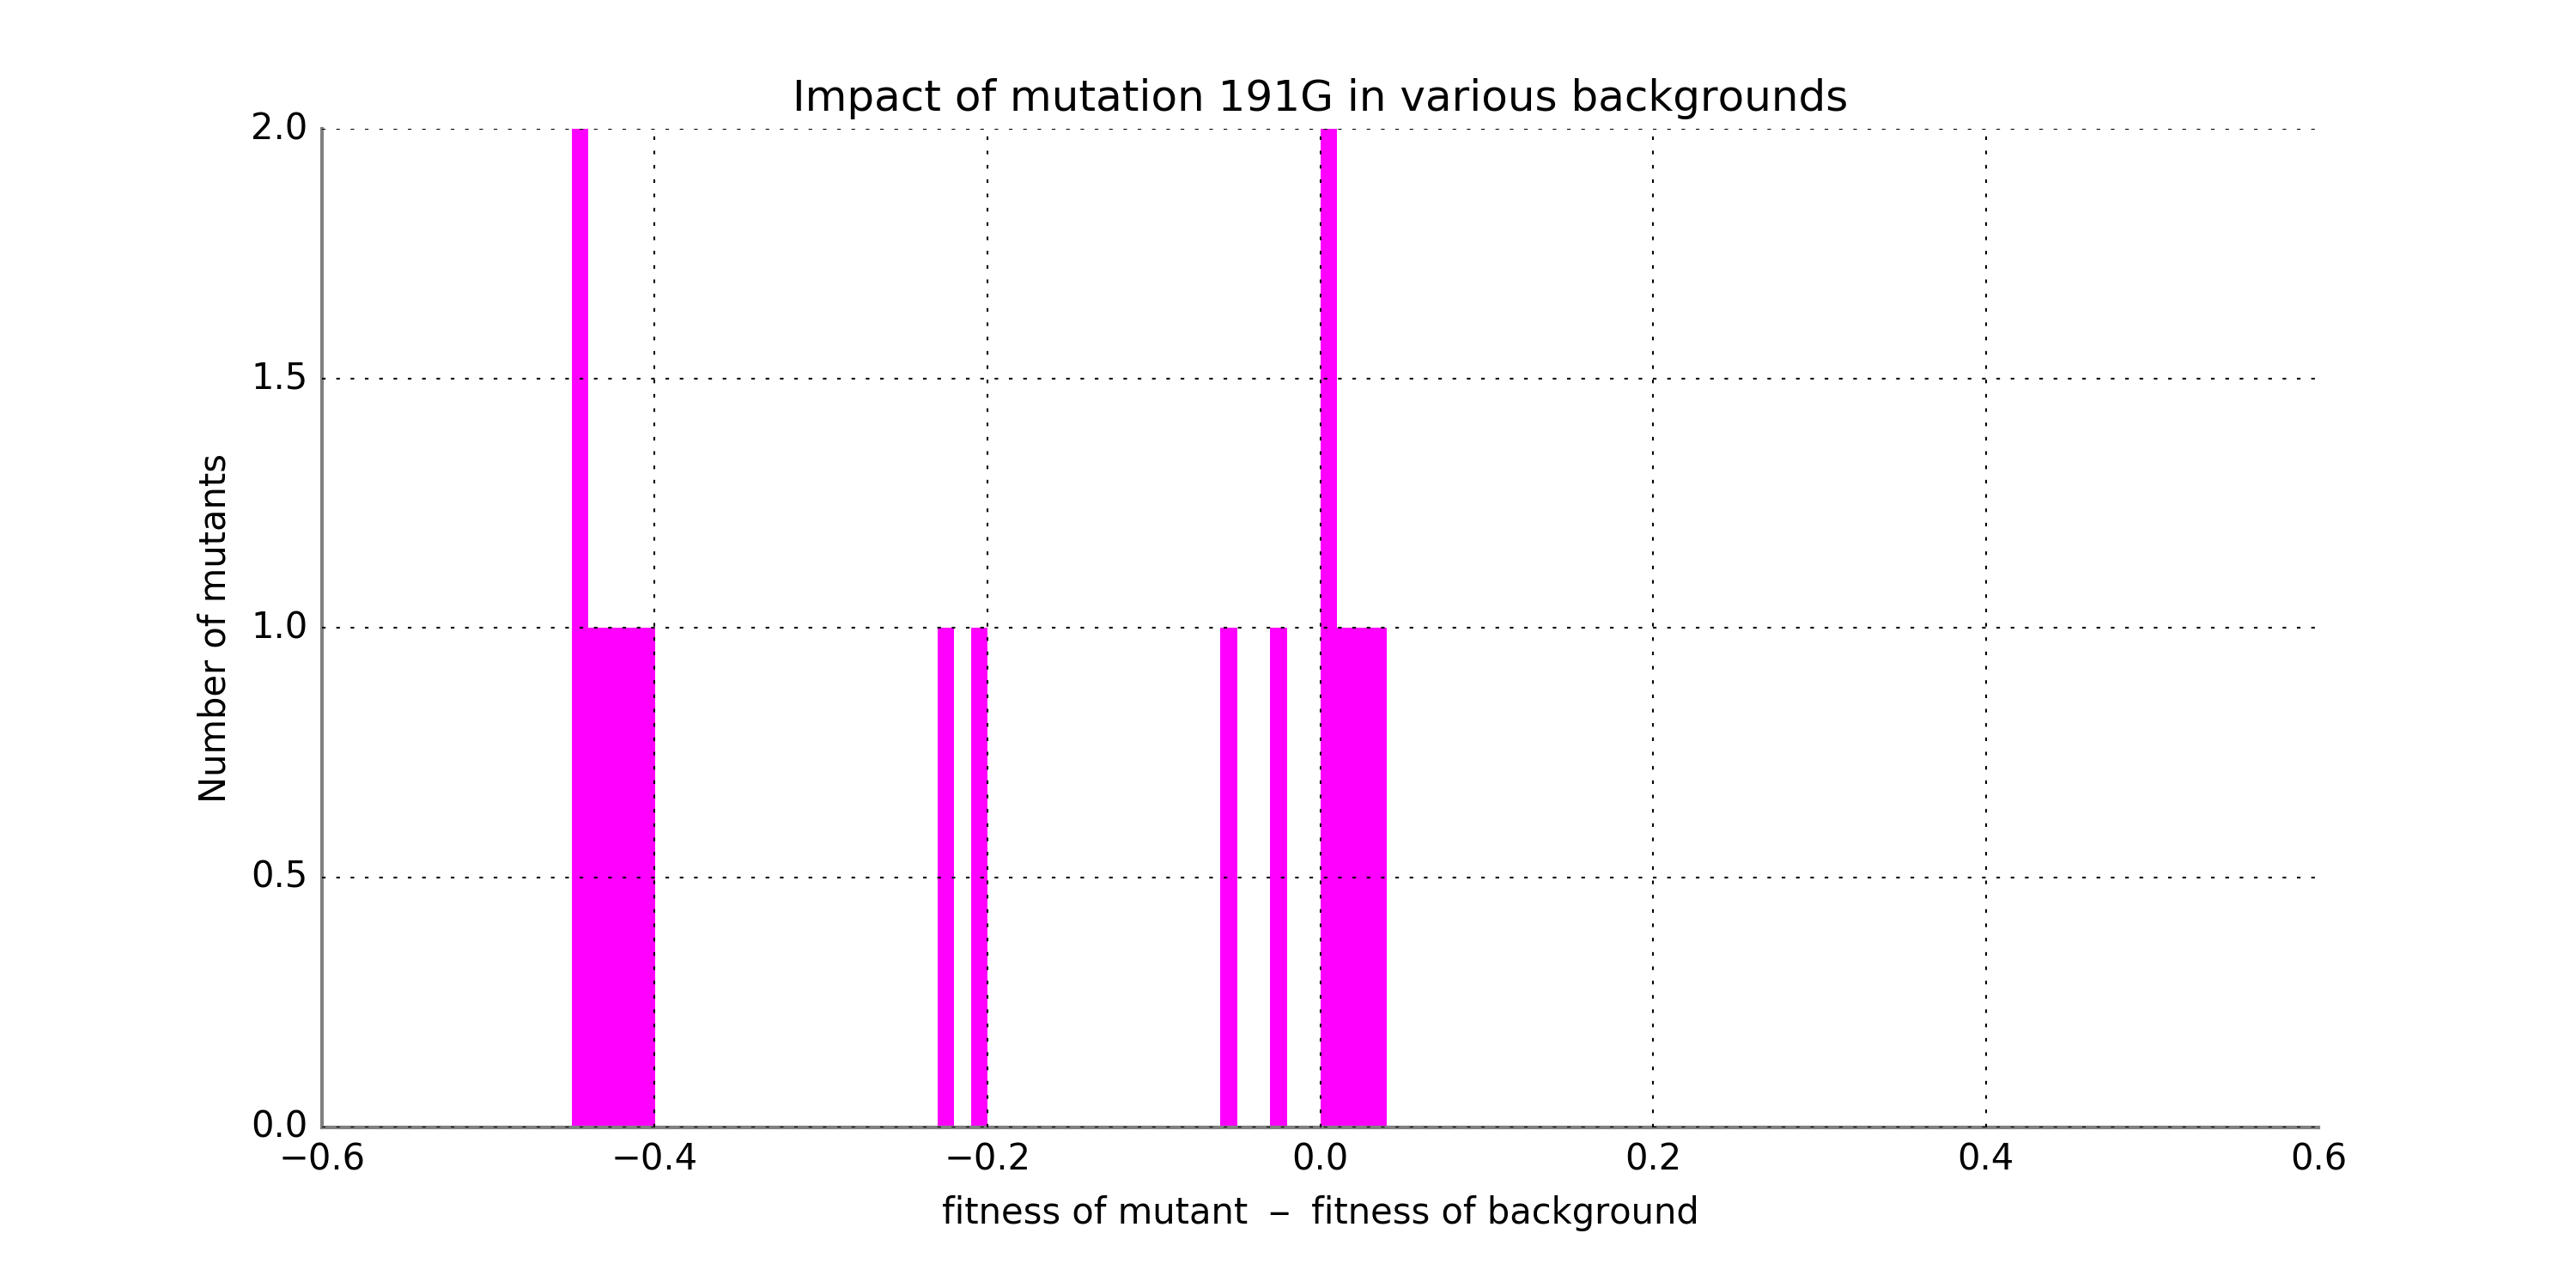 Impact of mutation 191G in various backgrounds
2.0
1.5
1.0
0.5
0.0
Number of mutants
−0.6 −0.4 −0.2 0.0 0.2 0.4 0.6
fitness of mutant − fitness of background